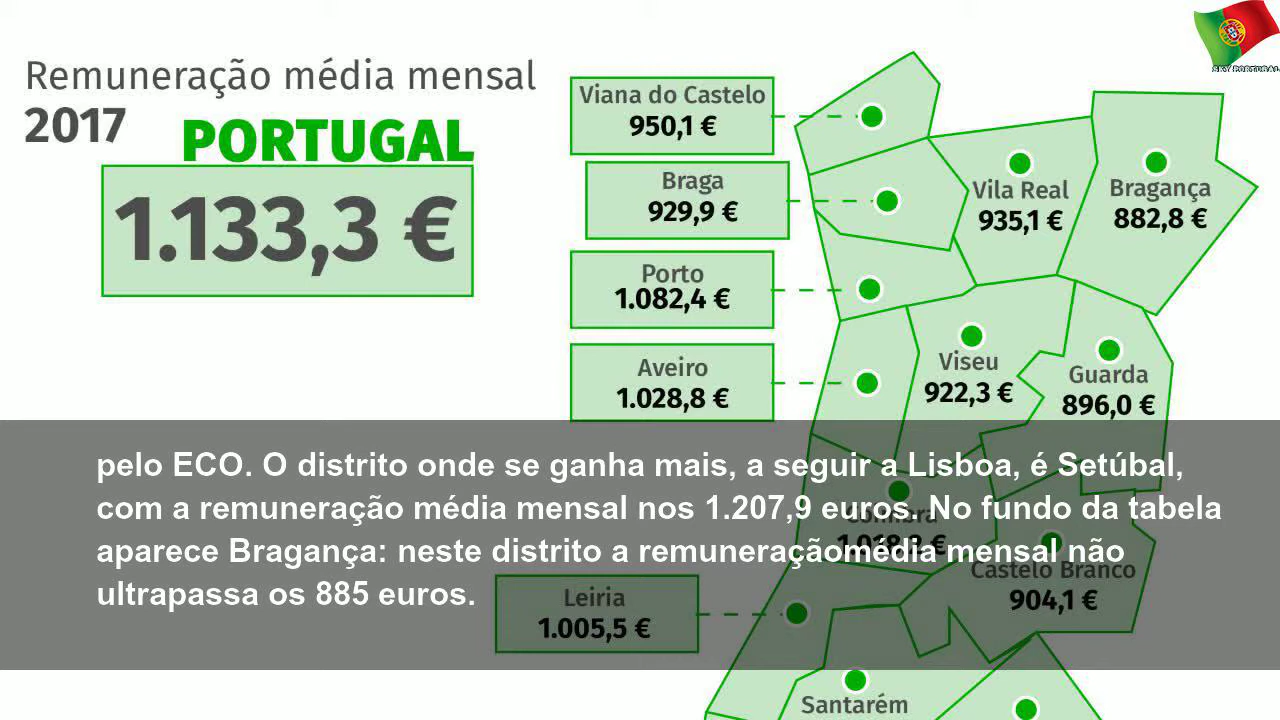 SKY PORTUGAL
Remuneração média mensal
2017
PORTUGAL
1.133,3 €
Viana do Castelo
950,1 €
Braga
929,9 €
Porto
1.082,4 €
Aveiro
1.028,8 €
Vila Real
935,1 €
Bragança
882,8 €
Viseu
922,3 €
Guarda
896,0 €
pelo ECO. O distrito onde se ganha mais, a seguir a Lisboa, é Setúbal,
com a remuneração média mensal nos 1.207,9 euros. No fundo da tabela
aparece Bragança: neste distrito a remuneraçãomédia mensal não
ultrapassa os 885 euros.
Coimbra
Castelo Branco
904,1 €
Leiria
1.005,5 €
Santarém